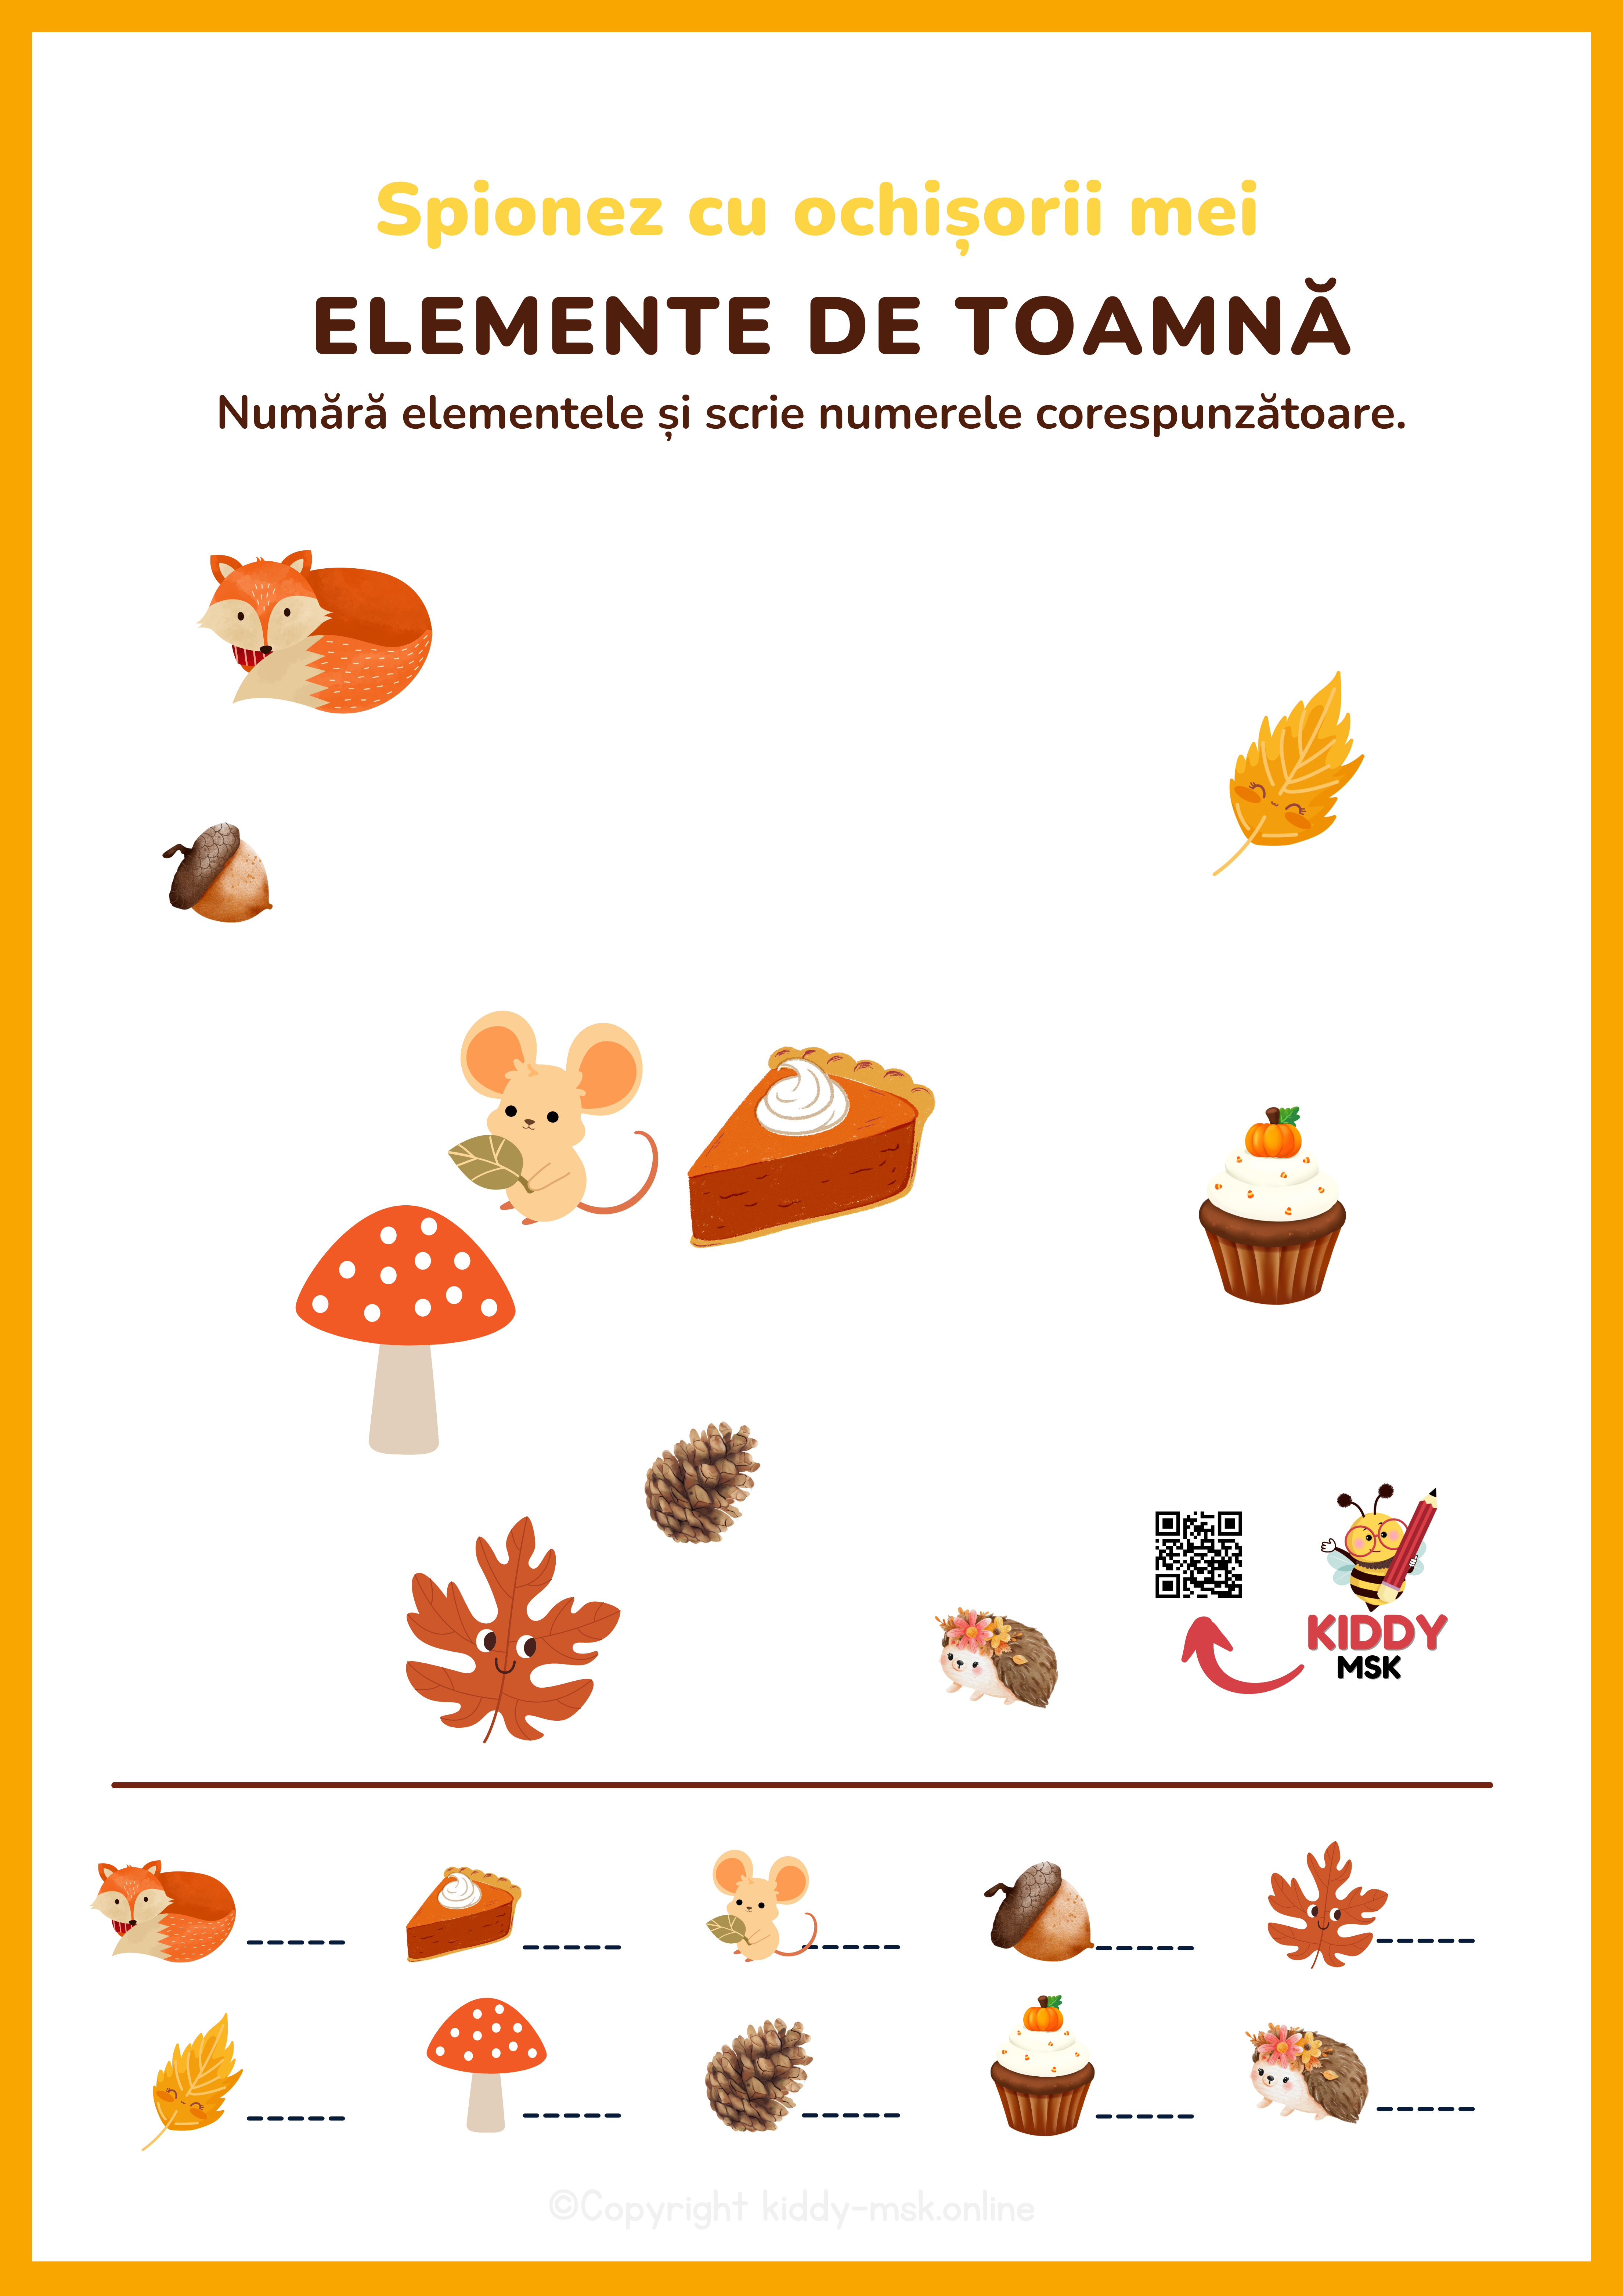 Spionez cu ochișorii mei
ELEMENTE DE TOAMNĂ
Numără elementele și scrie numerele corespunzătoare.
KIDDY
MSK
©Copyright kiddy-msk.online